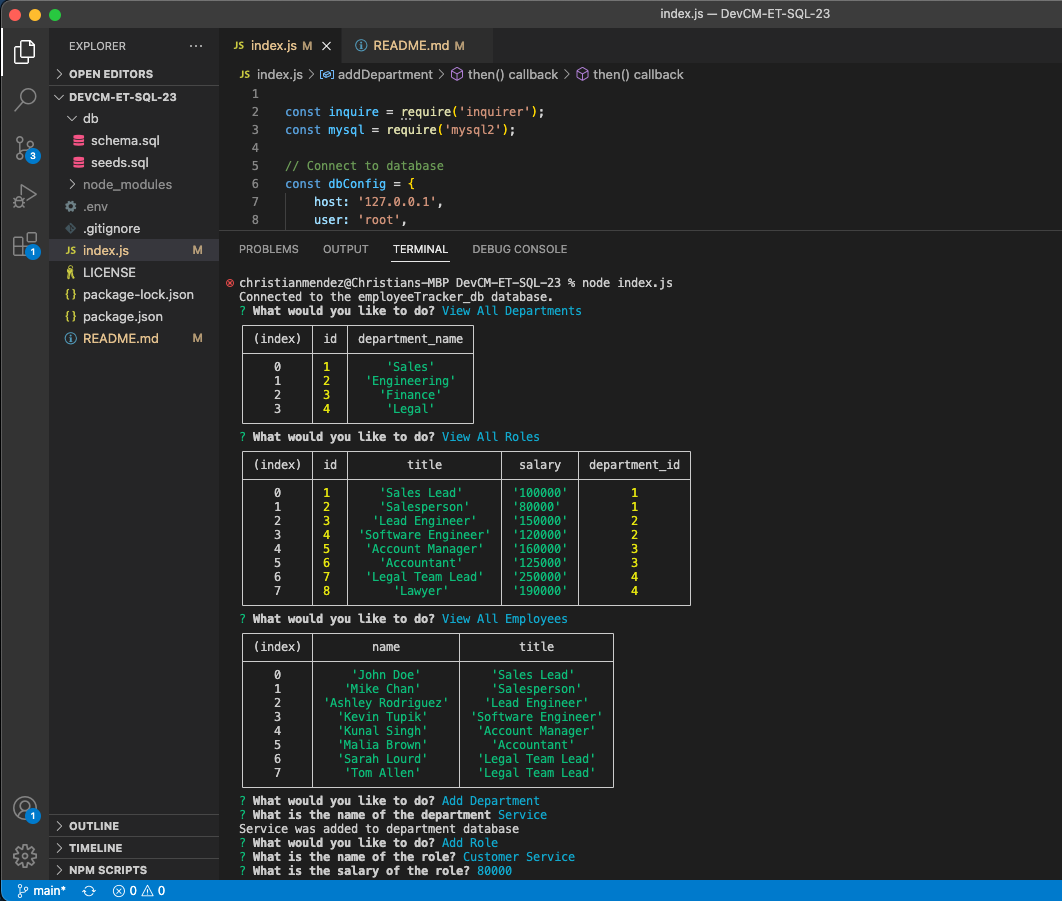 index.js — DevCM-ET-SQL-23
EXPLORER
OPEN EDITORS
DEVCM-ET-SQL-23
db
schema.sql
seeds.sql
node_modules
.env
.gitignore
JS index.js M
LICENSE
{} package-lock.json
{} package.json
README.md M
OUTLINE
TIMELINE
NPM SCRIPTS
3
1
1
JS index.js M
README.md M
JS index.js > addDepartment > then() callback > then() callback
1
2 const inquire = require('inquirer');
3 const mysql = require('mysql2');
4
5 // Connect to database
6 const dbConfig = {
7 host: '127.0.0.1',
8 user: 'root',
PROBLEMS OUTPUT TERMINAL DEBUG CONSOLE
christianmendez@Christians-MBP DevCM-ET-SQL-23 % node index.js
Connected to the employeeTracker_db database.
? What would you like to do? View All Departments
(index) id department_name
0 1 'Sales'
1 2 'Engineering'
2 3 'Finance'
3 4 'Legal'
? What would you like to do? View All Roles
(index) id title salary department_id
0 1 'Sales Lead' '100000' 1
1 2 'Salesperson' '80000' 1
2 3 'Lead Engineer' '150000' 2
3 4 'Software Engineer' '120000' 2
4 5 'Account Manager' '160000' 3
5 6 'Accountant' '125000' 3
6 7 'Legal Team Lead' '250000' 4
7 8 'Lawyer' '190000' 4
? What would you like to do? View All Employees
(index) name title
0 'John Doe' 'Sales Lead'
1 'Mike Chan' 'Salesperson'
2 'Ashley Rodriguez' 'Lead Engineer'
3 'Kevin Tupik' 'Software Engineer'
4 'Kunal Singh' 'Account Manager'
5 'Malia Brown' 'Accountant'
6 'Sarah Lourd' 'Legal Team Lead'
7 'Tom Allen' 'Legal Team Lead'
? What would you like to do? Add Department
? What is the name of the department Service
Service was added to department database
? What would you like to do? Add Role
? What is the name of the role? Customer Service
? What is the salary of the role? 80000
main* 0 0